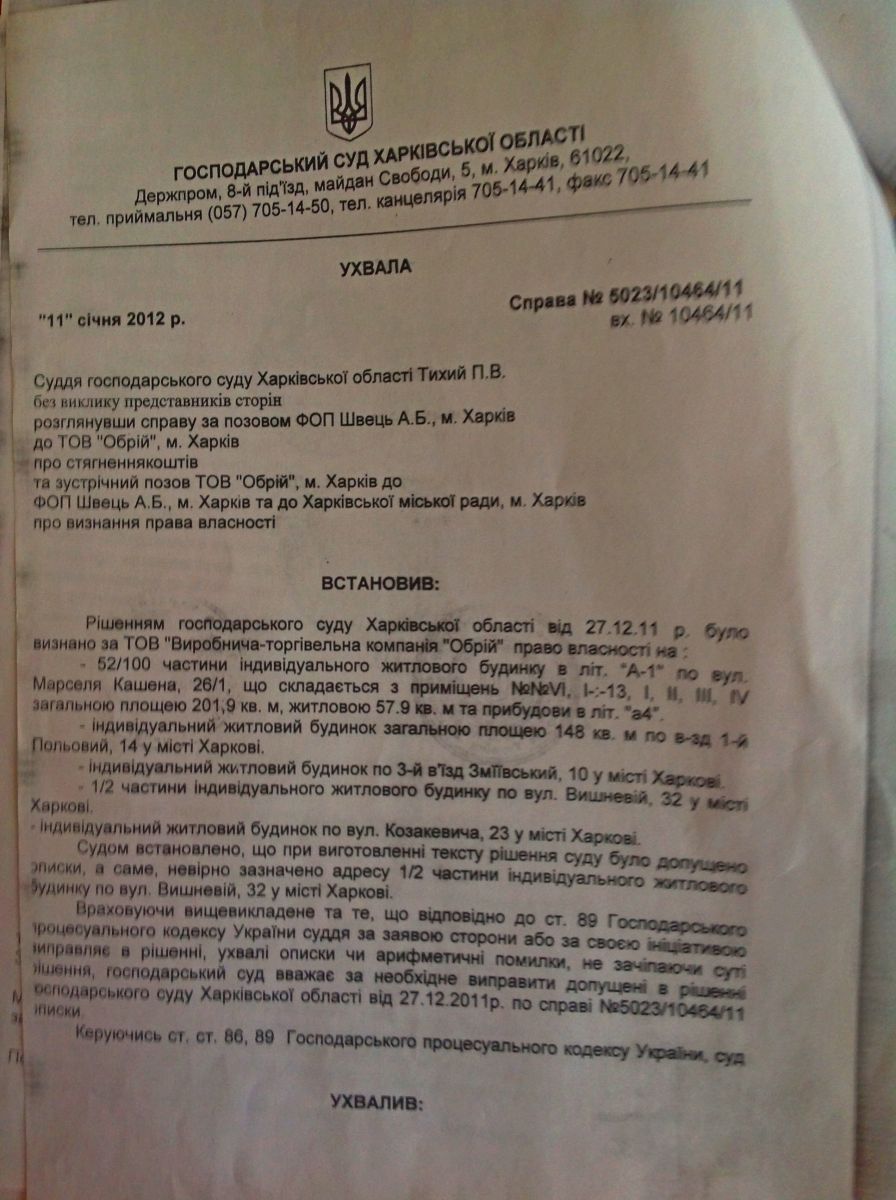 ГОСПОДАРСЬКИЙ СУД ХАРКІВСЬКОЇ ОБЛАСТІ
Держпром, 8-й під'їзд, майдан Свободи, 5, м. Харків, 61022,
тел. приймальня (057) 705-14-50, тел. канцелярія 705-14-41, факс 705-14-41
УХВАЛА
"11" січня 2012 р.
Справа № 5023/10464/11
вх. № 10464/11
Суддя господарського суду Харківської області Тихий П.В.
без виклику представників сторін
розглянувши справу за позовом ФОП Швець А.Б., м. Харків
до ТОВ "Обрій", м. Харків
про стягненнякоштів
та зустрічний позов ТОВ "Обрій", м. Харків до
ФОП Швець А.Б., м. Харків та до Харківської міської ради, м. Харків
про визнання права власності
ВСТАНОВИВ:
Рішенням господарського суду Харківської області від 27.12.11 р. було
визнано за ТОВ "Виробнича-торгівельна компанія "Обрій" право власності на :
- 52/100 частини індивідуального житлового будинку в літ. "А-1" по вул.
Марселя Кашена, 26/1, що складається з приміщень №№VI, I-:-13, I, II, III, IV
загальною площею 201,9 кв. м, житловою 57.9 кв. м та прибудови в літ. "а4".
- індивідуальний житловий будинок загальною площею 148 кв. м по в-зд 1-й
Польовий, 14 у місті Харкові.
- індивідуальний житловий будинок по 3-й в'їзд Зміївський, 10 у місті Харкові.
- 1/2 частини індивідуального житлового будинку по вул. Вишневій, 32 у місті
Харкові.
- індивідуальний житловий будинок по вул. Козакевича, 23 у місті Харкові.
Судом встановлено, що при виготовленні тексту рішення суду було допущено
описки, а саме, невірно зазначено адресу 1/2 частини індивідуального житлового
будинку по вул. Вишневій, 32 у місті Харкові.
Враховуючи вищевикладене та те, що відповідно до ст. 89 Господарського
процесуального кодексу України суддя за заявою сторони або за своєю ініціативою
виправляє в рішенні, ухвалі описки чи арифметичні помилки, не зачіпаючи суті
рішення, господарський суд вважає за необхідне виправити допущені в рішенні
господарського суду Харківської області від 27.12.2011р. по справі №5023/10464/11
описки.
Керуючись ст. ст. 86, 89 Господарського процесуального кодексу України, суд
УХВАЛИВ: